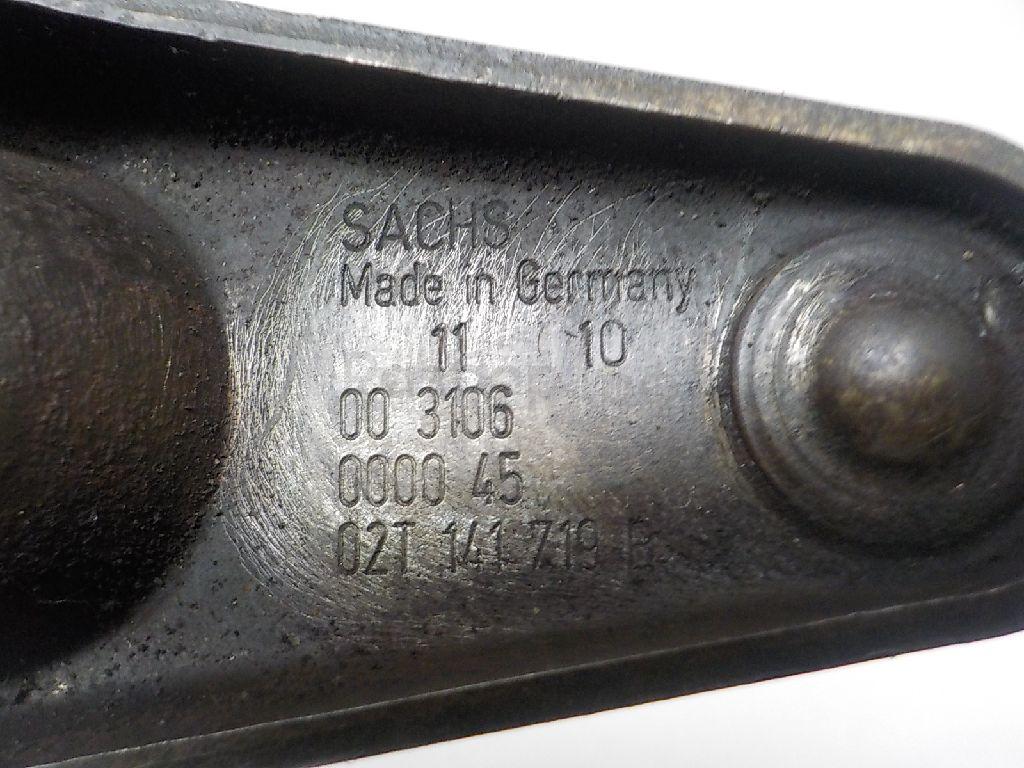 SACHS
Made in Germany
11 10
00 3106
0000 45
02T 141 719 B